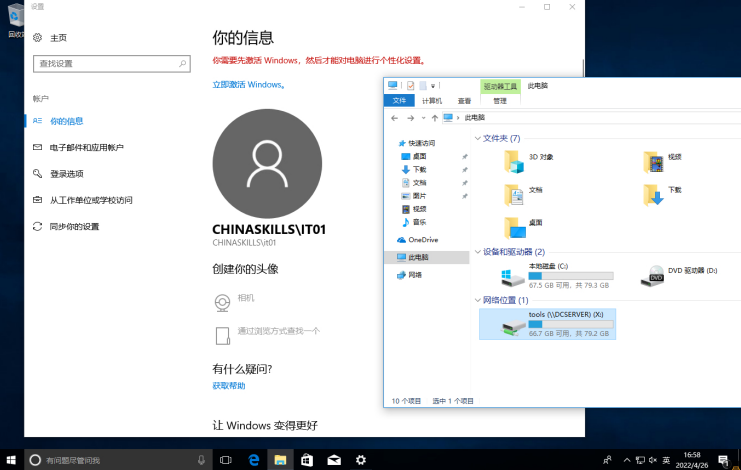 回收
设置
主页
查找设置
帐户
你的信息
电子邮件和应用帐户
登录选项
从工作单位或学校访问
同步你的设置
你的信息
你需要先激活 Windows，然后才能对电脑进行个性化设置。
立即激活 Windows。
CHINASKILLS\IT01
CHINASKILLS\it01
创建你的头像
相机
通过浏览方式查找一个
有什么疑问?
获取帮助
让 Windows 变得更好
驱动器工具
此电脑
文件
计算机
查看
管理
此电脑
快速访问
桌面
下载
文档
图片
视频
音乐
OneDrive
此电脑
网络
文件夹 (7)
3D 对象
视频
文档
下载
桌面
设备和驱动器 (2)
本地磁盘 (C:)
67.5 GB 可用，共 79.3 GB
DVD 驱动器 (D:)
DVD
网络位置 (1)
tools (\\DCSERVER) (X:)
66.7 GB 可用，共 79.2 GB
10 个项目
选中 1 个项目
有问题尽管问我
英
16:58
2022/4/26